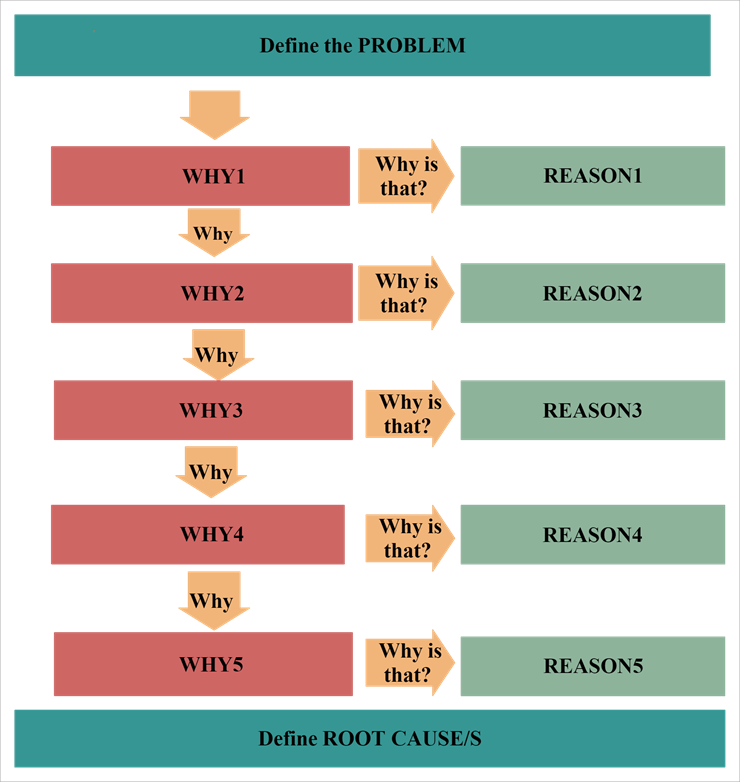 Define the PROBLEM
WHY1
Why is
that?
REASON1
Why
WHY2
Why is
that?
REASON2
Why
WHY3
Why is
that?
REASON3
Why
WHY4
Why is
that?
REASON4
Why
WHY5
Why is
that?
REASON5
Define ROOT CAUSE/S